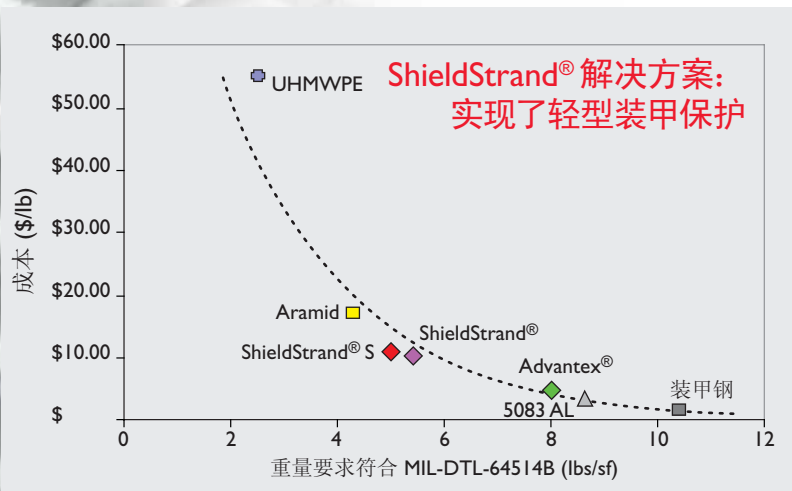 ShieldStrand® 解决方案：
实现了轻型装甲保护
$60.00
$50.00
$40.00
$30.00
$20.00
$10.00
$
成本 ($/lb)
UHMWPE
Aramid
ShieldStrand® S
ShieldStrand®
Advantex®
5083 AL
装甲钢
0 2 4 6 8 10 12
重量要求符合 MIL-DTL-64514B (lbs/sf)